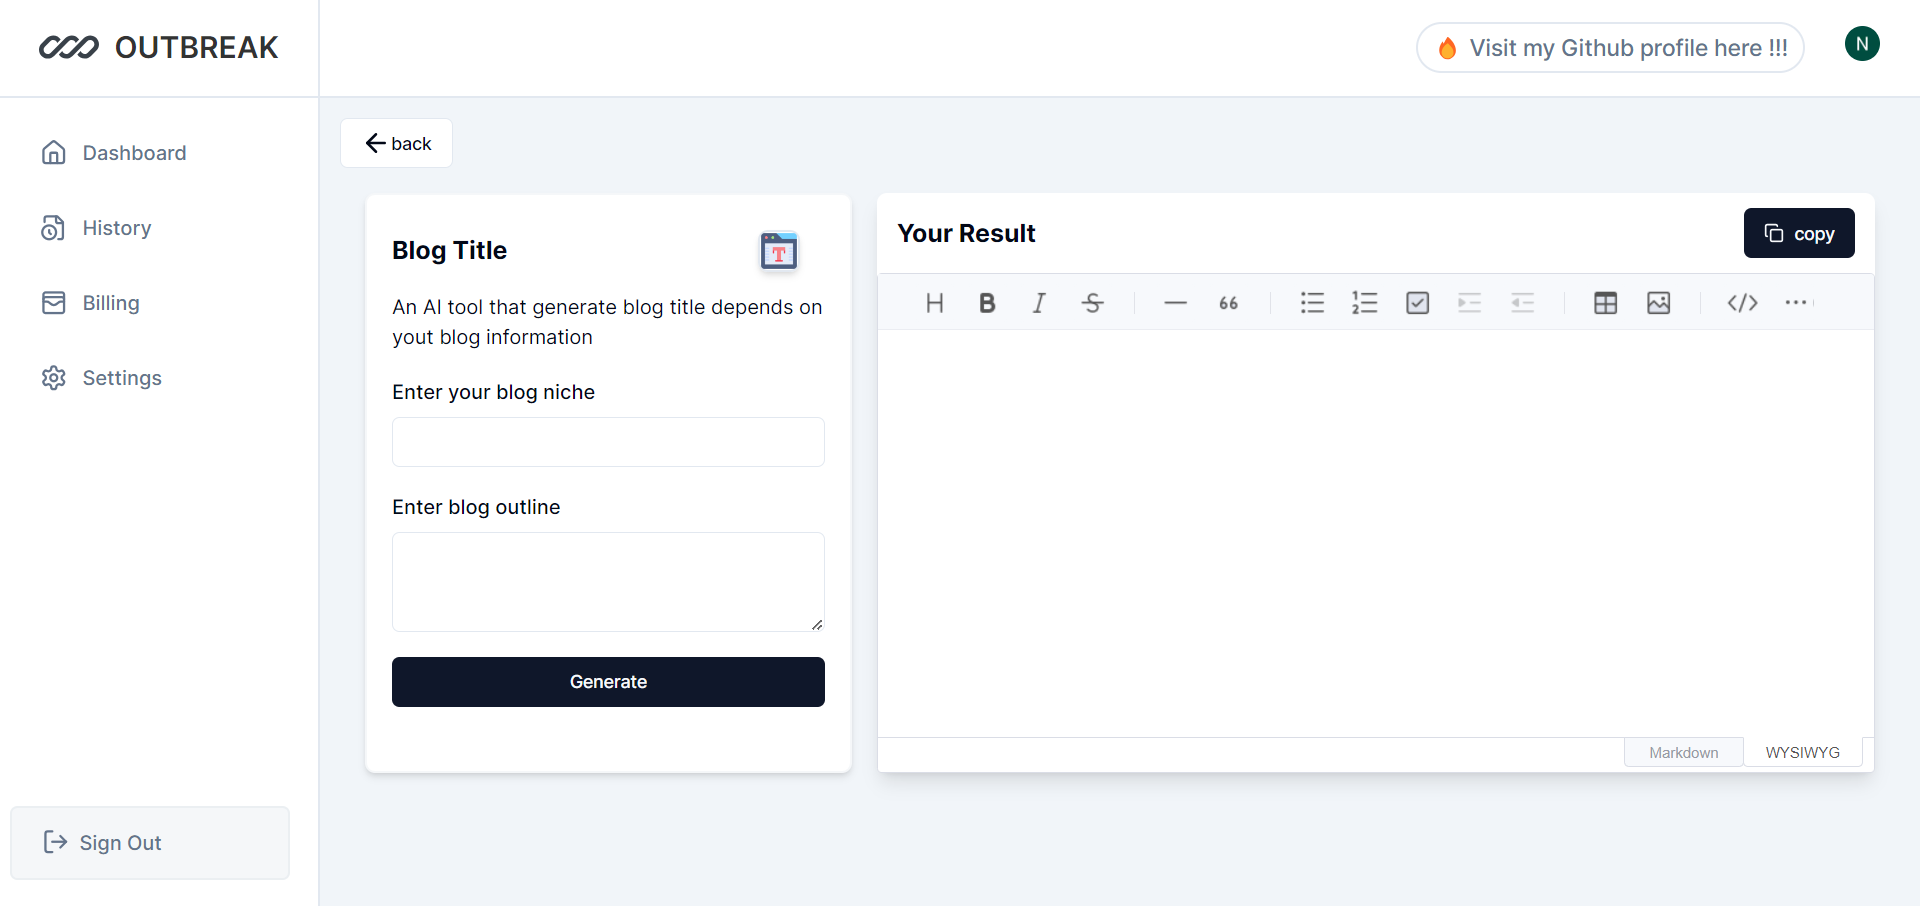 OUTBREAK
Visit my Github profile here !!!
N
Dashboard
History
Billing
Settings
Sign Out
back
Blog Title
T
An AI tool that generate blog title depends on
yout blog information
Enter your blog niche
Enter blog outline
Generate
Your Result
copy
Markdown
WYSIWYG